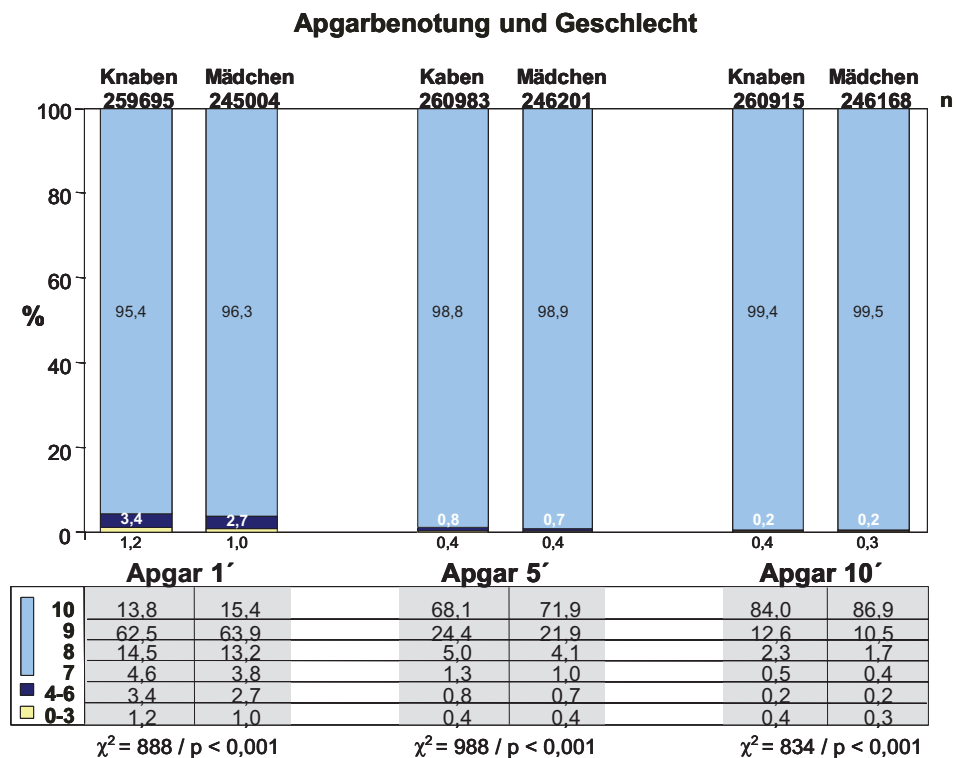 Apgarbenotung und Geschlecht
Knaben Mädchen Kaben Mädchen Knaben Mädchen
259695 245004 260983 246201 260915 246168 n
100
80
60
% 95,4 96,3 98,8 98,9 99,4 99,5
40
20
3,4 2,7 0,8 0,7 0,2 0,2
0
1,2 1,0 0,4 0,4 0,4 0,3
Apgar 1´ Apgar 5´ Apgar 10´
10 13,8 15,4 68,1 71,9 84,0 86,9
9 62,5 63,9 24,4 21,9 12,6 10,5
8 14,5 13,2 5,0 4,1 2,3 1,7
7 4,6 3,8 1,3 1,0 0,5 0,4
4-6 3,4 2,7 0,8 0,7 0,2 0,2
0-3 1,2 1,0 0,4 0,4 0,4 0,3
χ² = 888 / p < 0,001 χ² = 988 / p < 0,001 χ² = 834 / p < 0,001